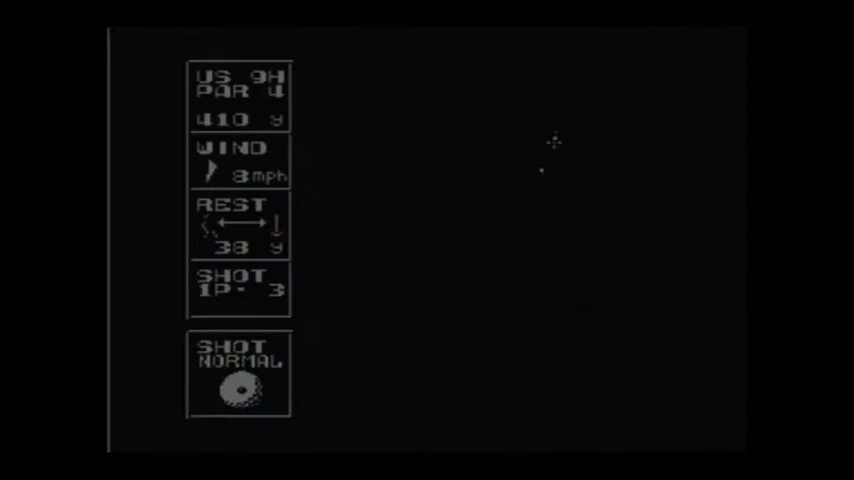 US 9H
PAR 4
410 y
WIND
8mph
REST
38 y
SHOT
1P- 3
SHOT
NORMAL